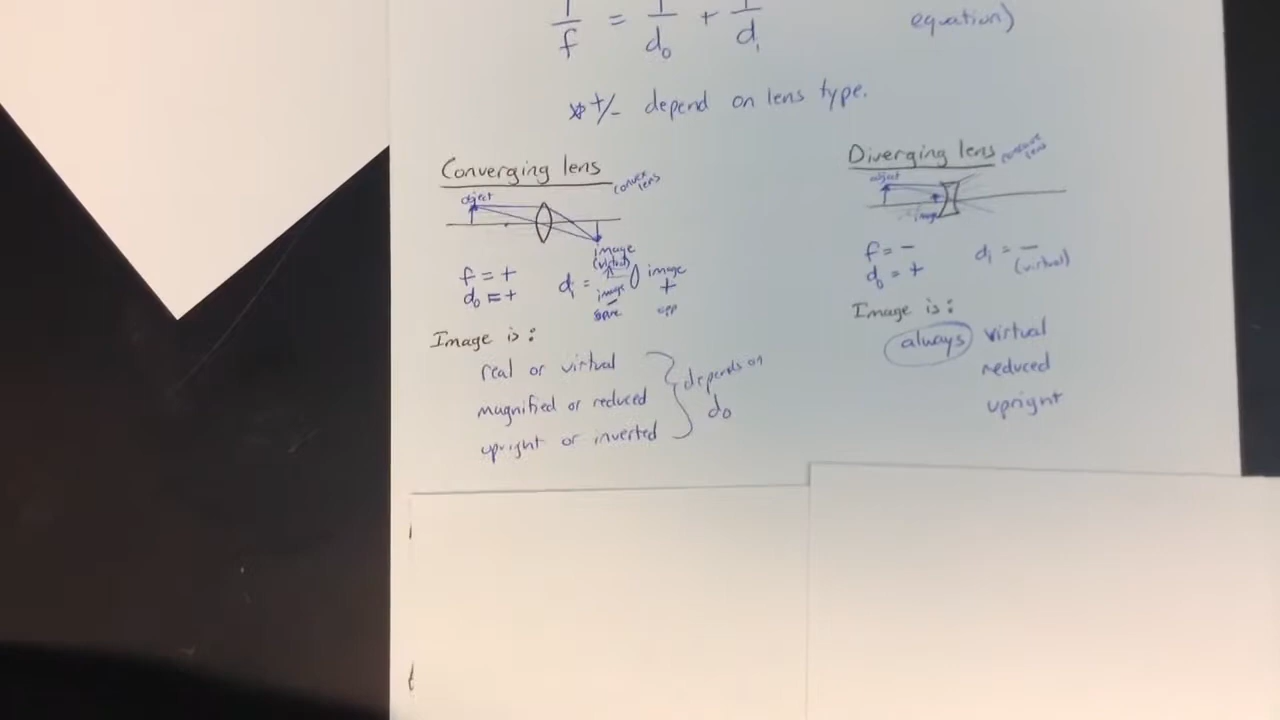 1/f = 1/d₀ + 1/dᵢ equation)
+/- depend on lens type.
Converging lens
convex lens
object
image
(virtual)
f = +
d₀ = +
dᵢ =
image
-
same
image
+
opp
Image is:
real or virtual
magnified or reduced
upright or inverted
depends on
d₀
Diverging lens
concave lens
object
image
f = -
d₀ = +
dᵢ = -
(virtual)
Image is:
always virtual
reduced
upright